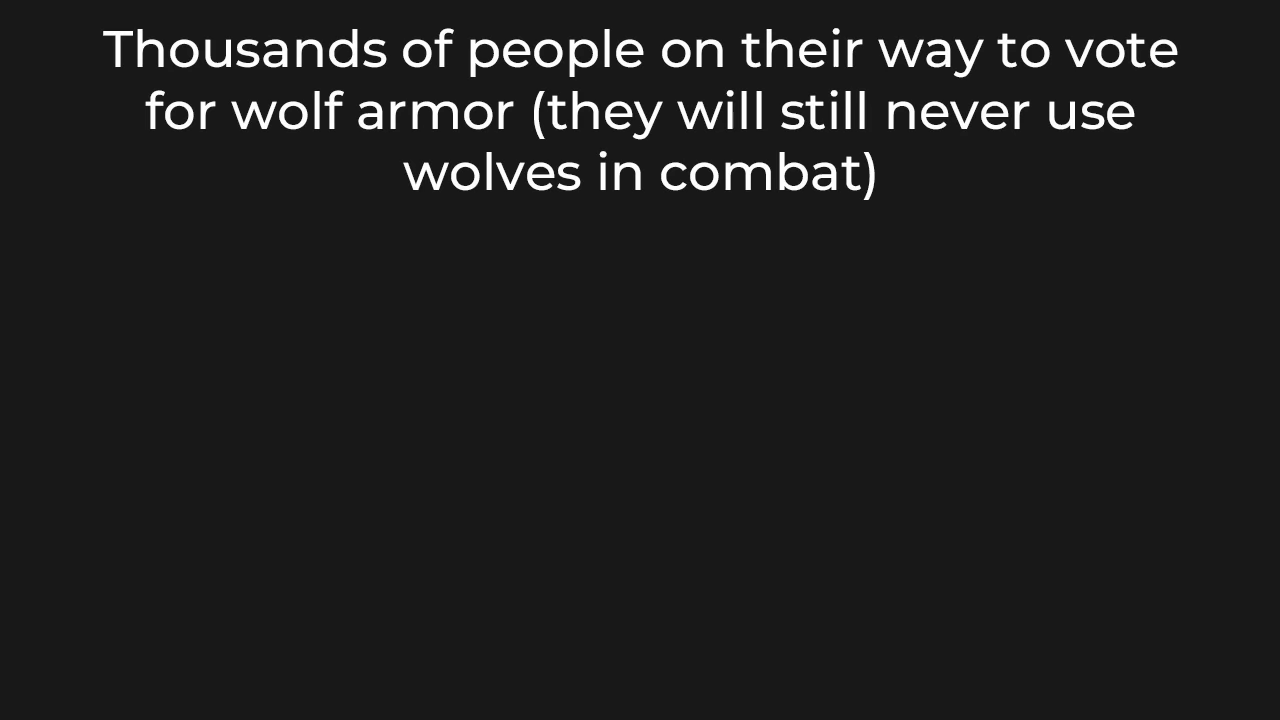 Thousands of people on their way to vote
for wolf armor (they will still never use
wolves in combat)